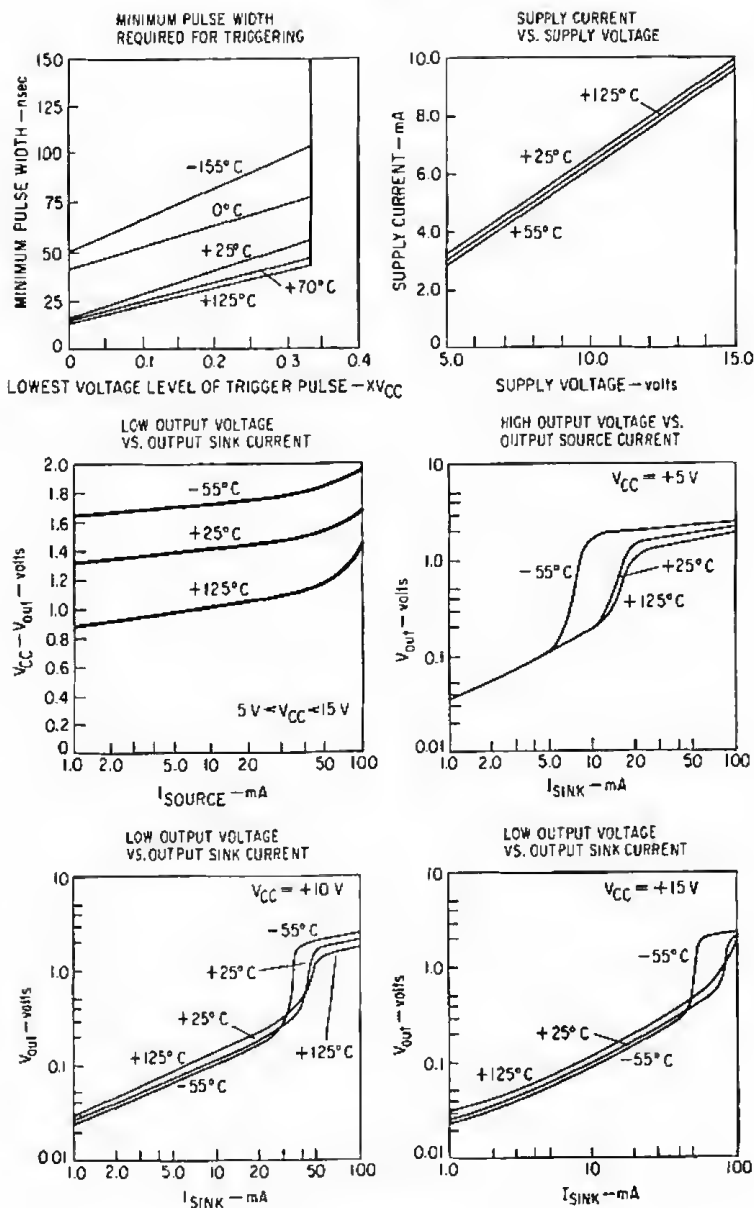 MINIMUM PULSE WIDTH
REQUIRED FOR TRIGGERING
MINIMUM PULSE WIDTH – nsec
150
125
100
75
50
25
0
-155°C
0°C
+25°C
+70°C
+125°C
0 0.1 0.2 0.3 0.4
LOWEST VOLTAGE LEVEL OF TRIGGER PULSE – XVCC
SUPPLY CURRENT
VS. SUPPLY VOLTAGE
SUPPLY CURRENT – mA
10.0
8.0
6.0
4.0
2.0
0
+125°C
+25°C
+55°C
5.0 10.0 15.0
SUPPLY VOLTAGE – volts
LOW OUTPUT VOLTAGE
VS. OUTPUT SINK CURRENT
VCC – Vout – volts
2.0
1.8
1.6
1.4
1.2
1.0
0.8
0.6
0.4
0.2
0
-55°C
+25°C
+125°C
5 V < VCC < 15 V
1.0 2.0 5.0 10 20 50 100
ISOURCE – mA
HIGH OUTPUT VOLTAGE VS.
OUTPUT SOURCE CURRENT
Vout – volts
10
1.0
0.1
0.01
VCC = +5V
-55°C
+25°C
+125°C
1.0 2.0 5.0 10 20 50 100
ISINK – mA
LOW OUTPUT VOLTAGE
VS. OUTPUT SINK CURRENT
Vout – volts
10
1.0
0.1
0.01
VCC = +10 V
-55°C
+25°C
+25°C
+125°C
+125°C
-55°C
1.0 2.0 5.0 10 20 50 100
ISINK – mA
LOW OUTPUT VOLTAGE
VS. OUTPUT SINK CURRENT
Vout – volts
10
1.0
0.1
0.01
VCC = +15 V
-55°C
+25°C
-55°C
+125°C
1.0 10 100
ISINK – mA